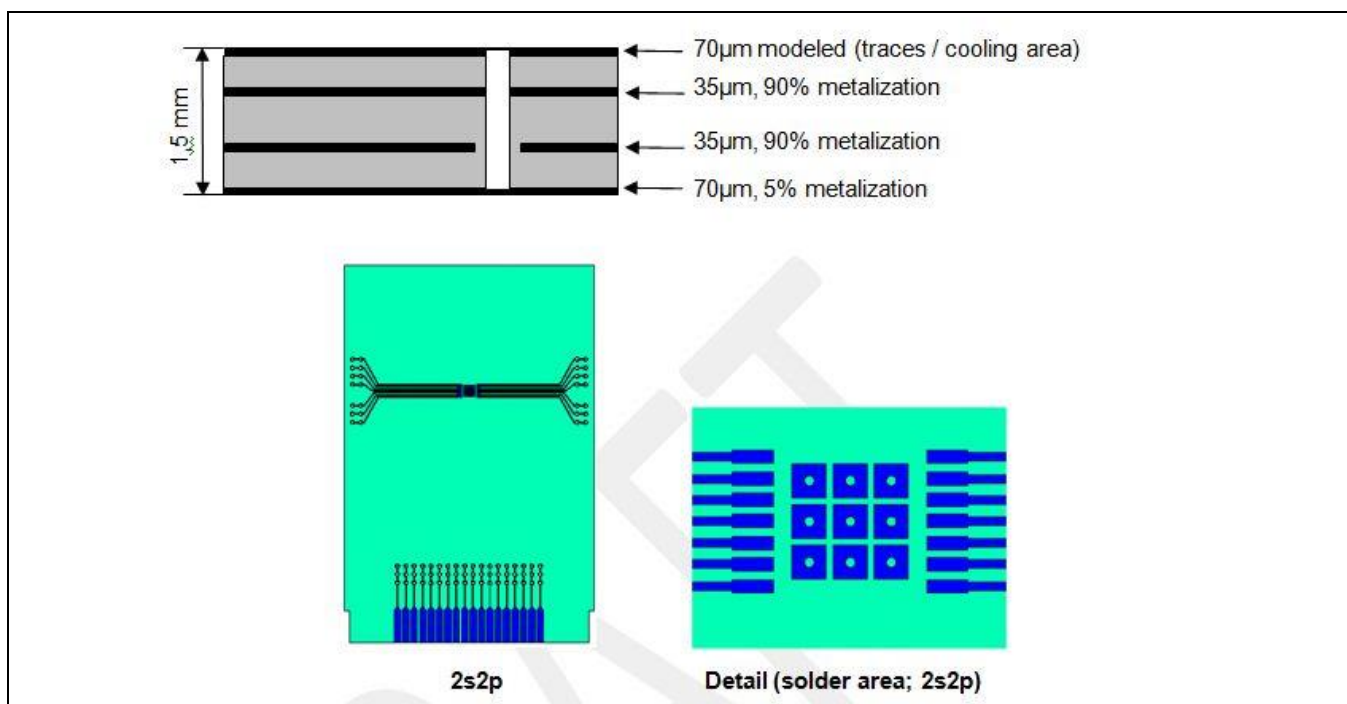 70µm modeled (traces / cooling area)
35µm, 90% metalization
1,5 mm
35µm, 90% metalization
70µm, 5% metalization
2s2p
Detail (solder area; 2s2p)